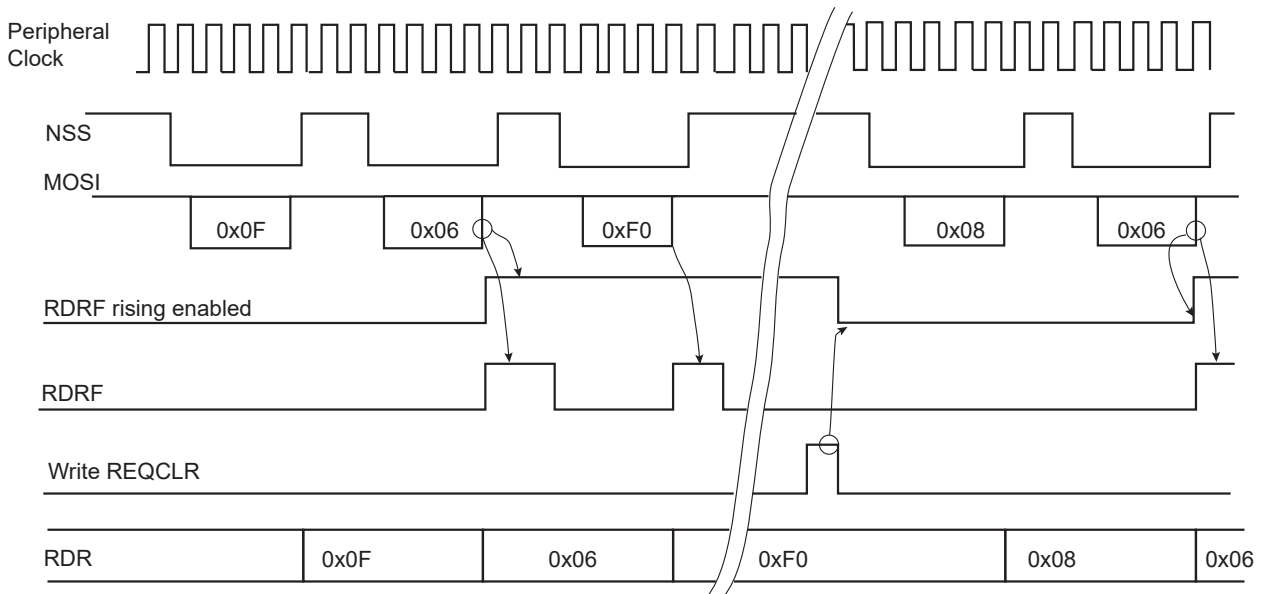 Peripheral
Clock
NSS
MOSI
0x0F 0x06 0xF0 0x08 0x06
RDRF rising enabled
RDRF
Write REQCLR
RDR 0x0F 0x06 0xF0 0x08 0x06